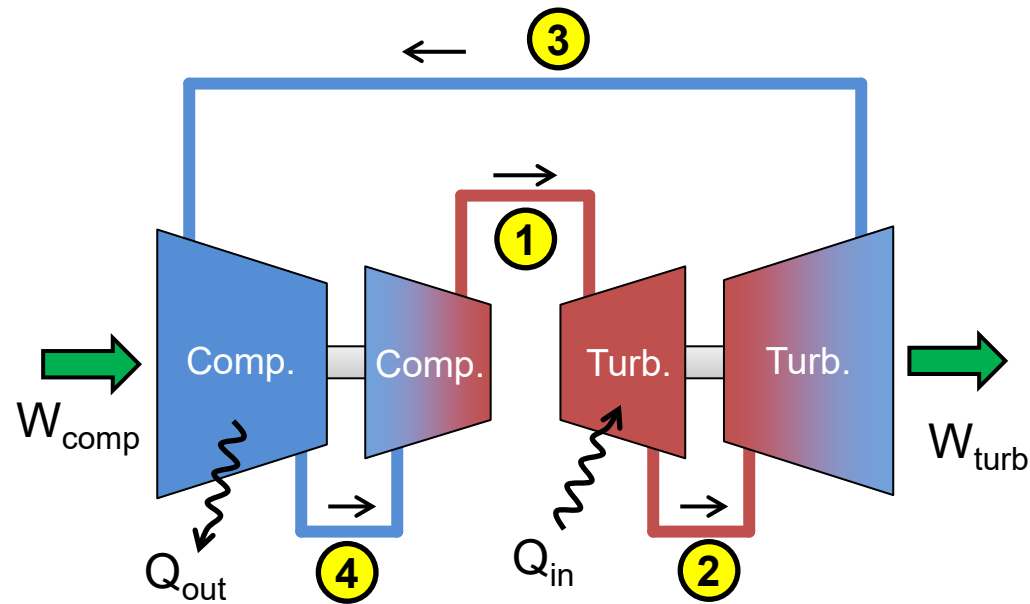 3
1
Comp.
Comp.
Turb.
Turb.
W_comp
W_turb
Q_out
4
Q_in
2